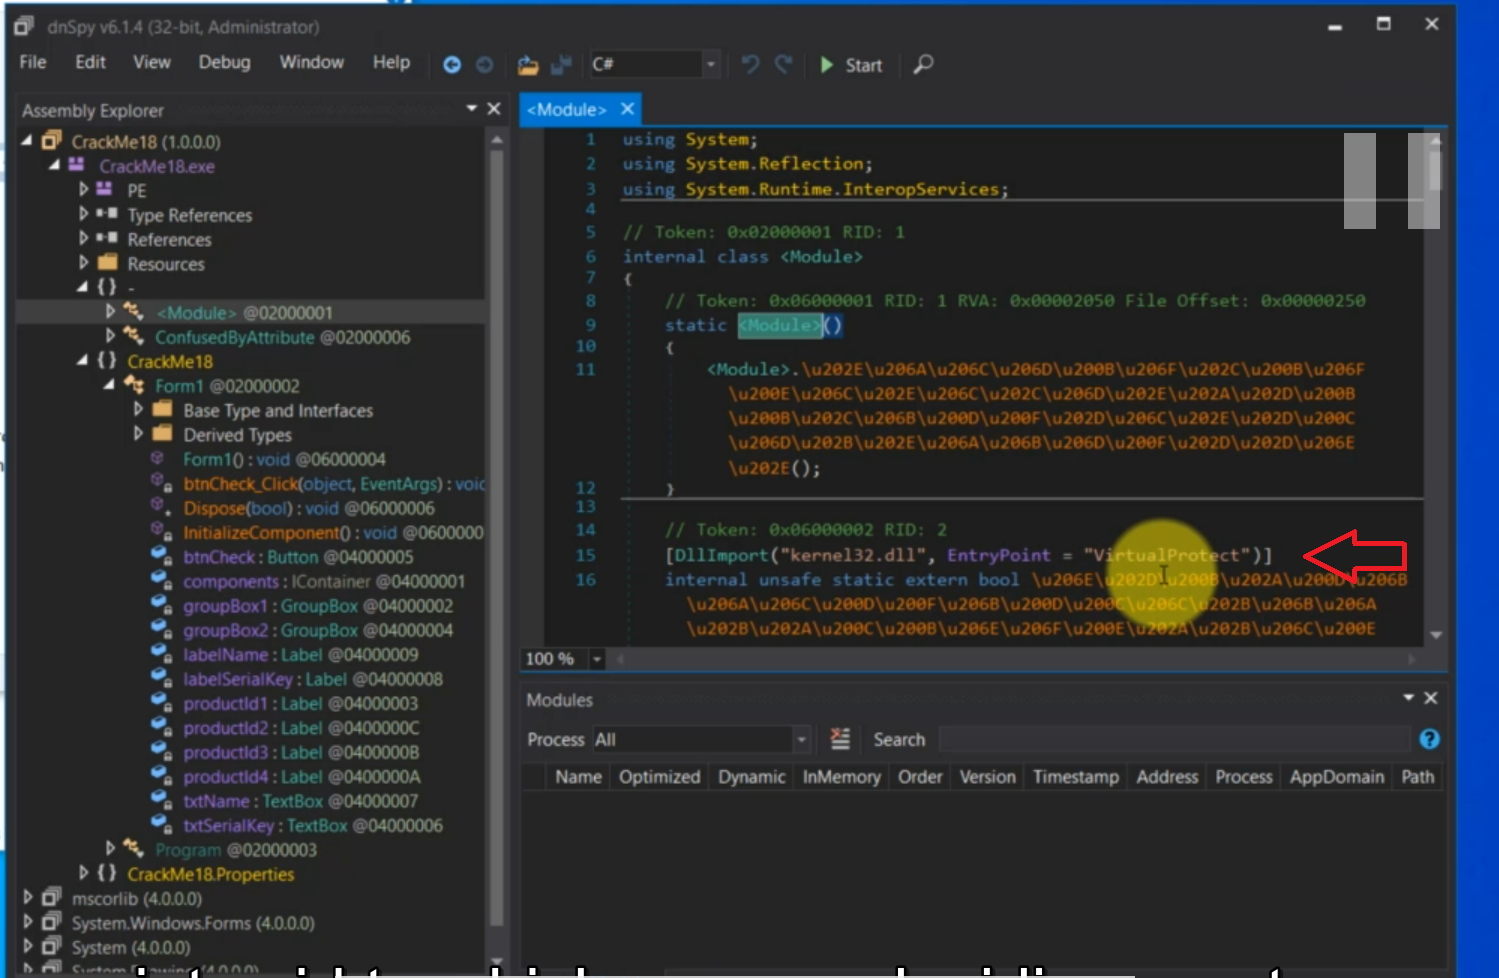 dnSpy v6.1.4 (32-bit, Administrator)
File Edit View Debug Window Help C# Start
Assembly Explorer
CrackMe18 (1.0.0.0)
CrackMe18.exe
PE
Type References
References
Resources
{ } -
<Module> @02000001
ConfusedByAttribute @02000006
{ } CrackMe18
Form1 @02000002
Base Type and Interfaces
Derived Types
Form1() : void @06000004
btnCheck_Click(object, EventArgs) : void
Dispose(bool) : void @06000006
InitializeComponent() : void @0600000
btnCheck : Button @04000005
components : IContainer @04000001
groupBox1 : GroupBox @04000002
groupBox2 : GroupBox @04000004
labelName : Label @04000009
labelSerialKey : Label @04000008
productId1 : Label @04000003
productId2 : Label @0400000C
productId3 : Label @0400000B
productId4 : Label @0400000A
txtName : TextBox @04000007
txtSerialKey : TextBox @04000006
Program @02000003
{ } CrackMe18.Properties
mscorlib (4.0.0.0)
System.Windows.Forms (4.0.0.0)
System (4.0.0.0)
<Module>
1 using System;
2 using System.Reflection;
3 using System.Runtime.InteropServices;
4
5 // Token: 0x02000001 RID: 1
6 internal class <Module>
7 {
8 // Token: 0x06000001 RID: 1 RVA: 0x00002050 File Offset: 0x00000250
9 static <Module>()
10 {
11 <Module>.\u202E\u206A\u206C\u206D\u200B\u206F\u202C\u200B\u206F
\u200E\u206C\u202E\u206C\u202C\u206D\u202E\u202A\u202D\u200B
\u200B\u202C\u206B\u200D\u200F\u202D\u206C\u202E\u202D\u200C
\u206D\u202B\u202E\u206A\u206B\u206D\u200F\u202D\u202D\u206E
\u202E();
12 }
13
14 // Token: 0x06000002 RID: 2
15 [DllImport("kernel32.dll", EntryPoint = "VirtualProtect")]
16 internal unsafe static extern bool \u206E\u202D\u200B\u202A\u200D\u206B
\u206A\u206C\u200D\u200F\u206B\u200D\u200C\u206C\u202B\u206B\u206A
\u202B\u202A\u200C\u200B\u206E\u206F\u200E\u202A\u202B\u206C\u200E
100 %
Modules
Process All Search
Name Optimized Dynamic InMemory Order Version Timestamp Address Process AppDomain Path